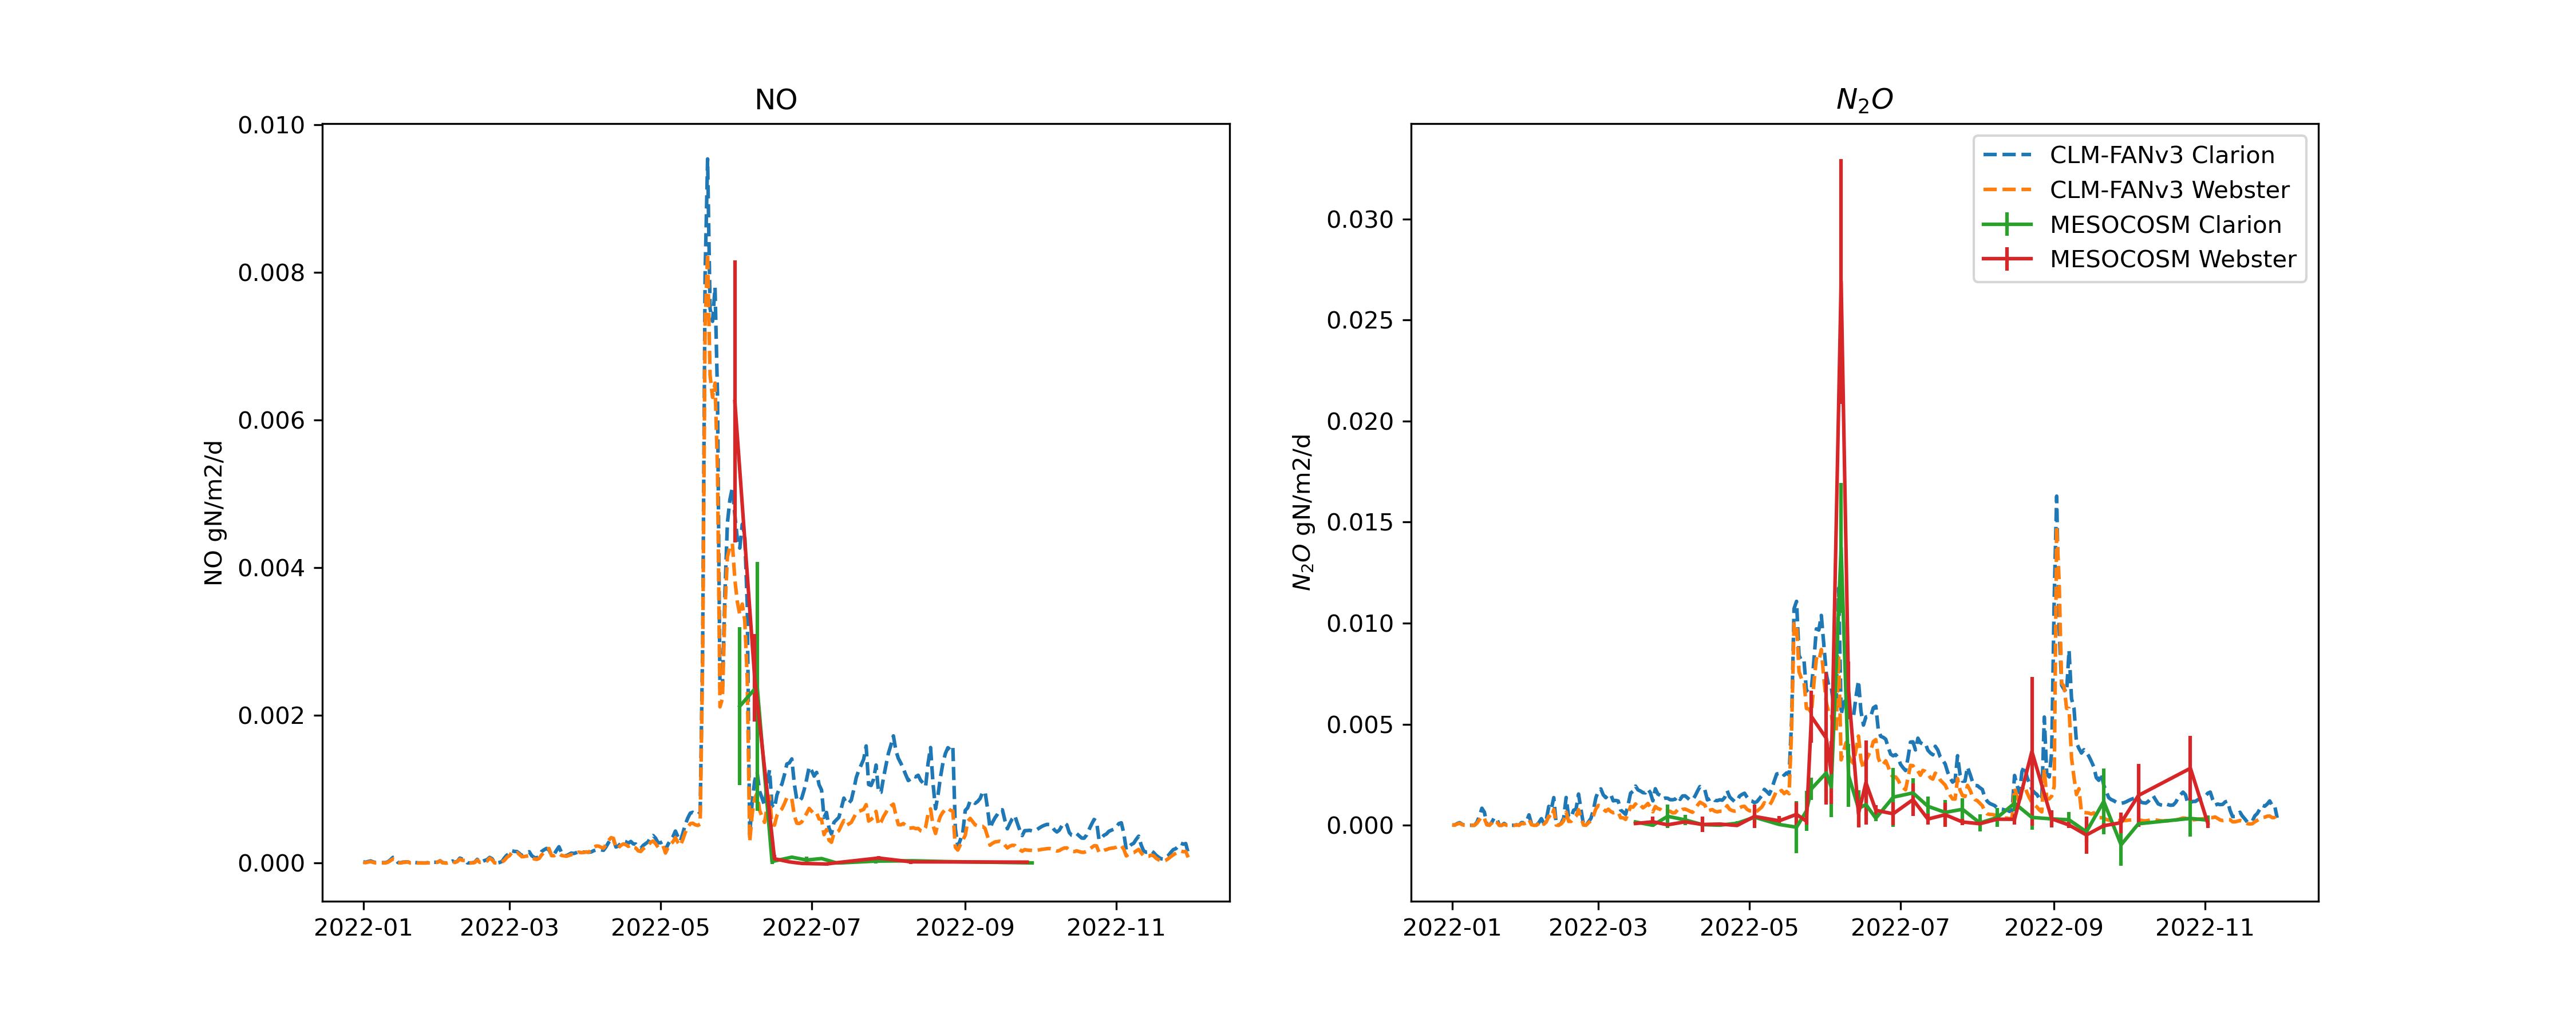 NO
0.010
0.008
0.006
0.004
0.002
0.000
NO gN/m2/d
2022-01 2022-03 2022-05 2022-07 2022-09 2022-11
N₂O
0.030
0.025
0.020
0.015
0.010
0.005
0.000
N₂O gN/m2/d
2022-01 2022-03 2022-05 2022-07 2022-09 2022-11
CLM-FANv3 Clarion
CLM-FANv3 Webster
MESOCOSM Clarion
MESOCOSM Webster